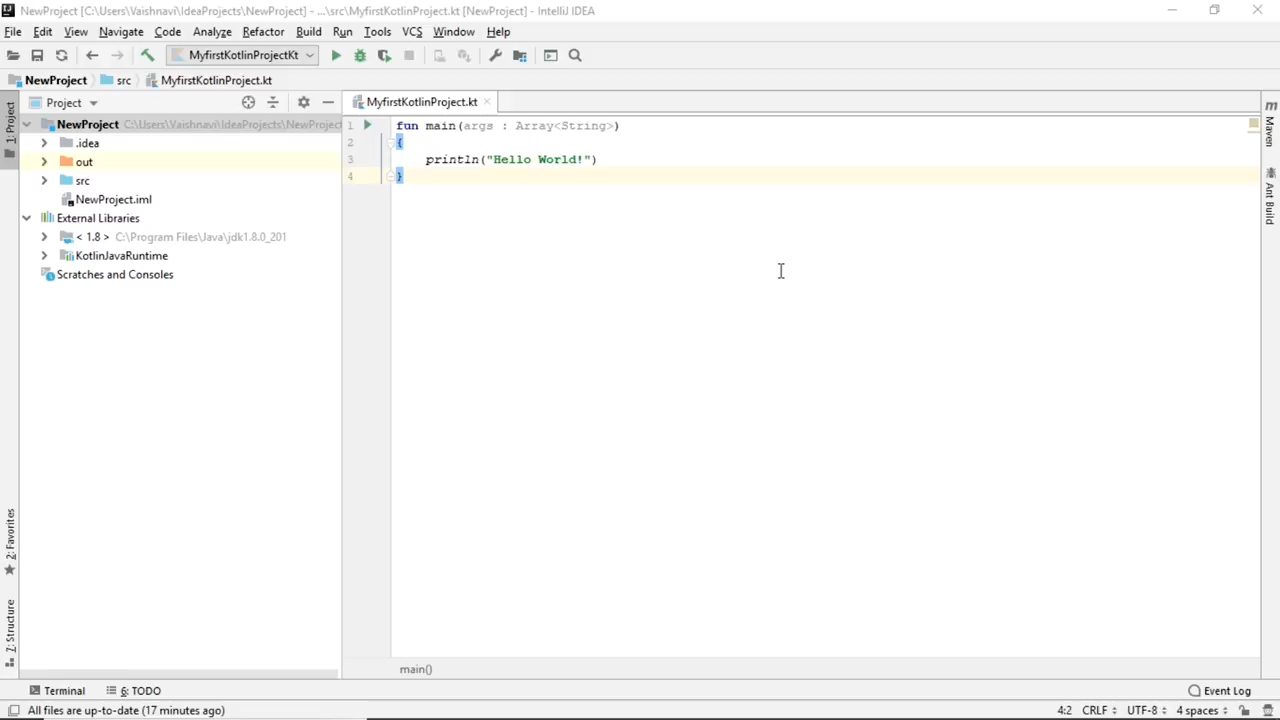 NewProject [C:\Users\Vaishnavi\IdeaProjects\NewProject] - ...\src\MyfirstKotlinProject.kt [NewProject] - IntelliJ IDEA
File Edit View Navigate Code Analyze Refactor Build Run Tools VCS Window Help
MyfirstKotlinProjectKt
NewProject src MyfirstKotlinProject.kt
Project
MyfirstKotlinProject.kt
1: Project
NewProject C:\Users\Vaishnavi\IdeaProjects\NewProject
.idea
out
src
NewProject.iml
External Libraries
< 1.8 > C:\Program Files\Java\jdk1.8.0_201
KotlinJavaRuntime
Scratches and Consoles
1 fun main(args : Array<String>)
2 {
3 println("Hello World!")
4 }
m
Maven
Ant Build
2: Favorites
7: Structure
main()
Terminal 6: TODO Event Log
All files are up-to-date (17 minutes ago) 4:2 CRLF UTF-8 4 spaces